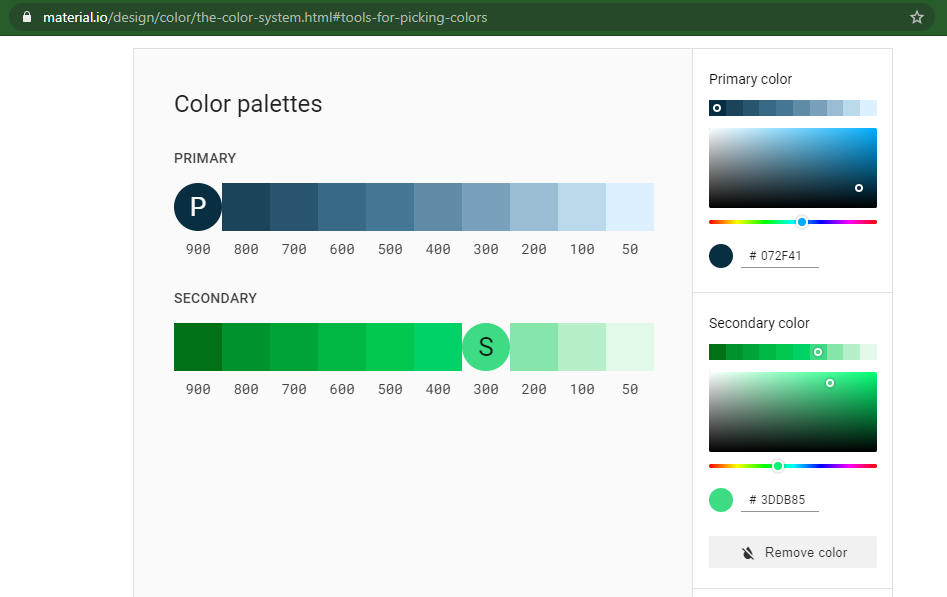 material.io/design/color/the-color-system.html#tools-for-picking-colors
Color palettes
PRIMARY
P
900 800 700 600 500 400 300 200 100 50
SECONDARY
S
900 800 700 600 500 400 300 200 100 50
Primary color
# 072F41
Secondary color
# 3DDB85
Remove color